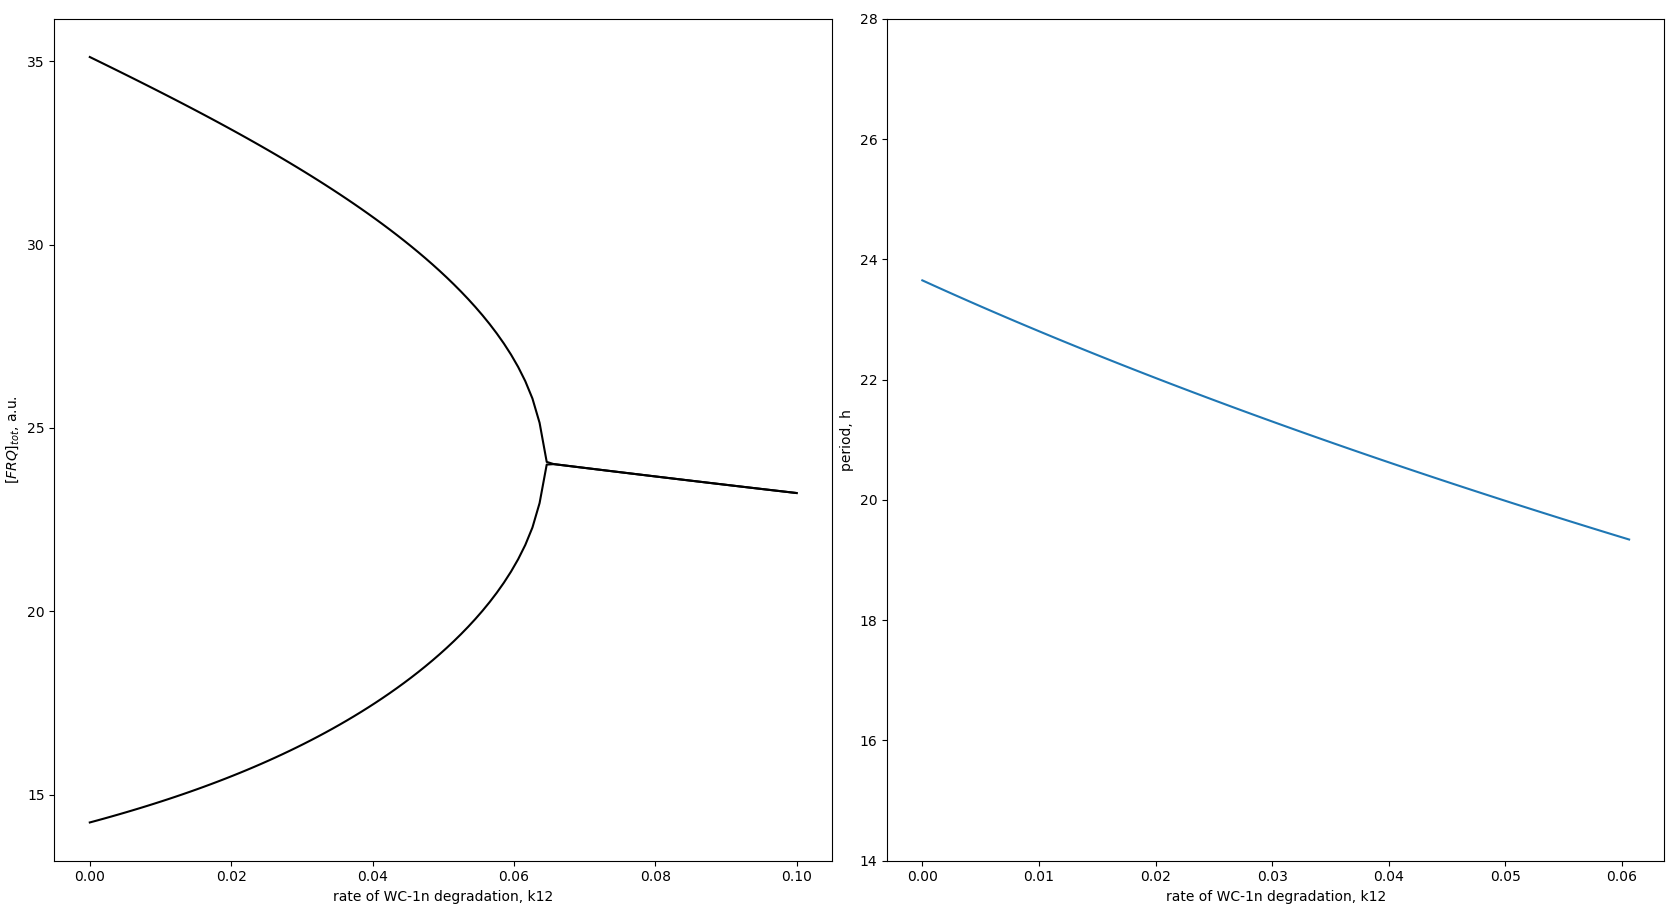 35
30
25
20
15
[FRQ]tot, a.u.
0.00 0.02 0.04 0.06 0.08 0.10
rate of WC-1n degradation, k12
28
26
24
22
20
18
16
14
period, h
0.00 0.01 0.02 0.03 0.04 0.05 0.06
rate of WC-1n degradation, k12